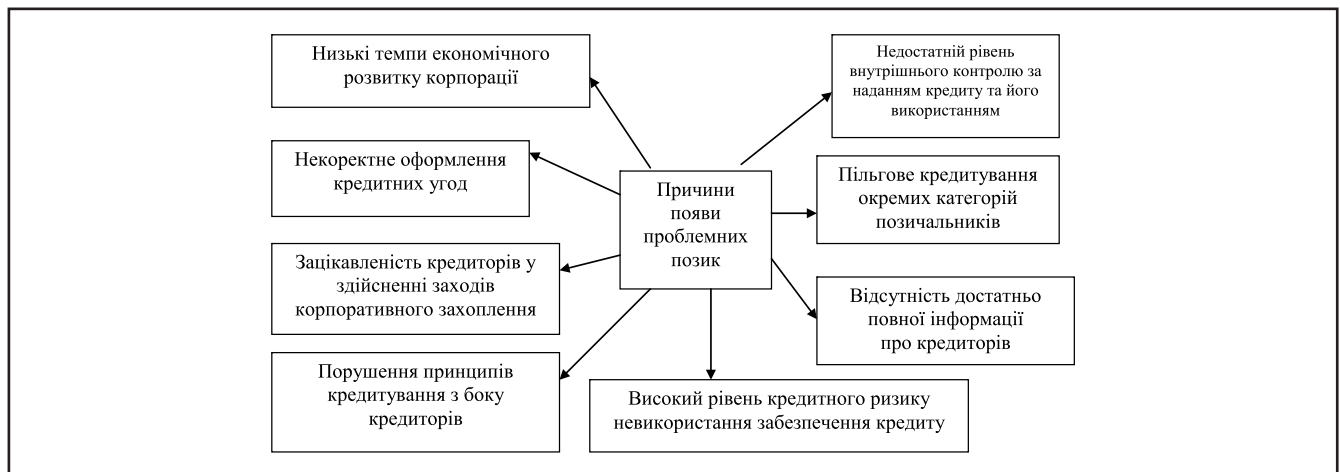 Низькі темпи економічного
розвитку корпорації
Недостатній рівень
внутрішнього контролю за
наданням кредиту та його
використанням
Некоректне оформлення
кредитних угод
Причини
появи
проблемних
позик
Пільгове кредитування
окремих категорій
позичальників
Зацікавленість кредиторів у
здійсненні заходів
корпоративного захоплення
Відсутність достатньо
повної інформації
про кредиторів
Порушення принципів
кредитування з боку
кредиторів
Високий рівень кредитного ризику
невикористання забезпечення кредиту